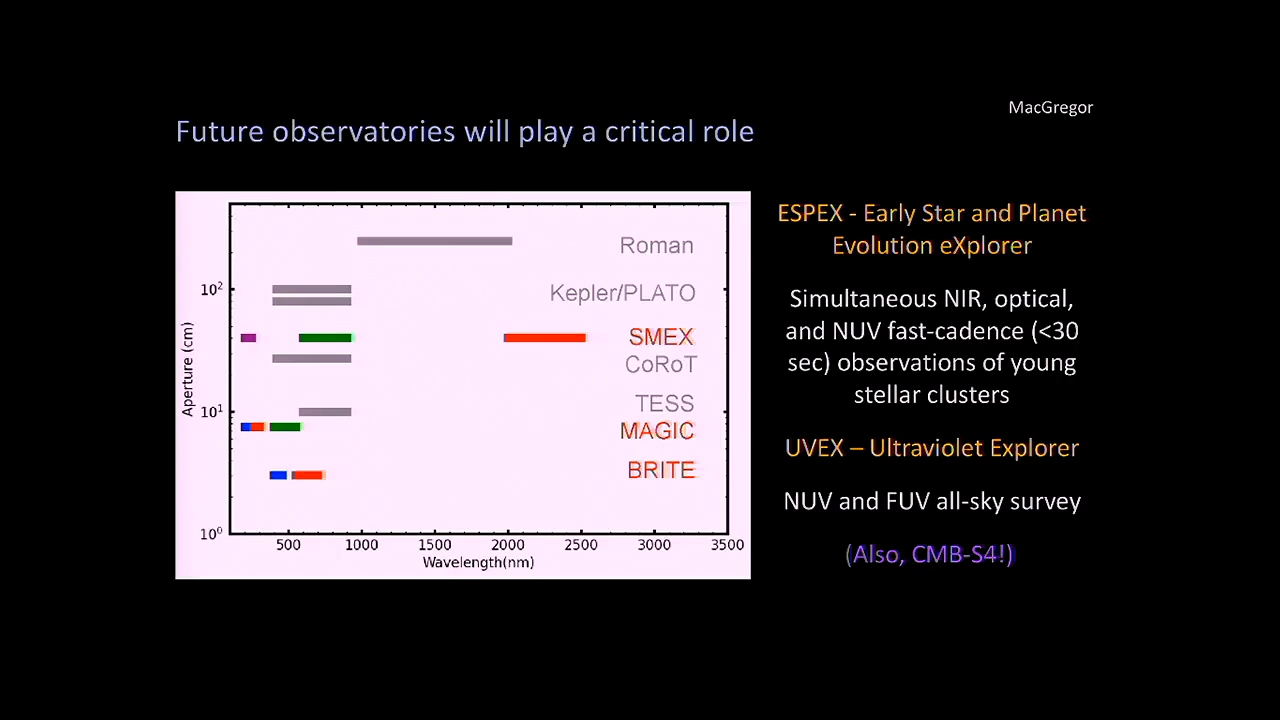 MacGregor
Future observatories will play a critical role
Roman
Kepler/PLATO
SMEX
CoRoT
TESS
MAGIC
BRITE
10²
10¹
10⁰
Aperture (cm)
500 1000 1500 2000 2500 3000 3500
Wavelength(nm)
ESPEX - Early Star and Planet
Evolution eXplorer
Simultaneous NIR, optical,
and NUV fast-cadence (<30
sec) observations of young
stellar clusters
UVEX – Ultraviolet Explorer
NUV and FUV all-sky survey
(Also, CMB-S4!)